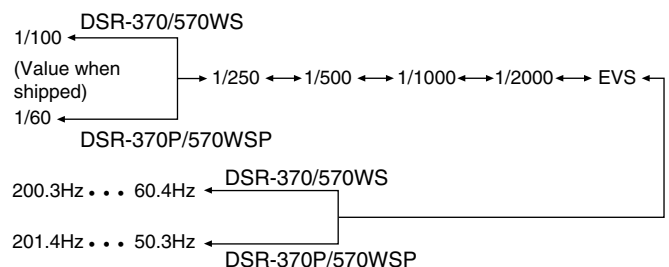 DSR-370/570WS
1/100
(Value when
shipped)
1/250 1/500 1/1000 1/2000 EVS
1/60
DSR-370P/570WSP
DSR-370/570WS
200.3Hz • • • 60.4Hz
201.4Hz • • • 50.3Hz
DSR-370P/570WSP